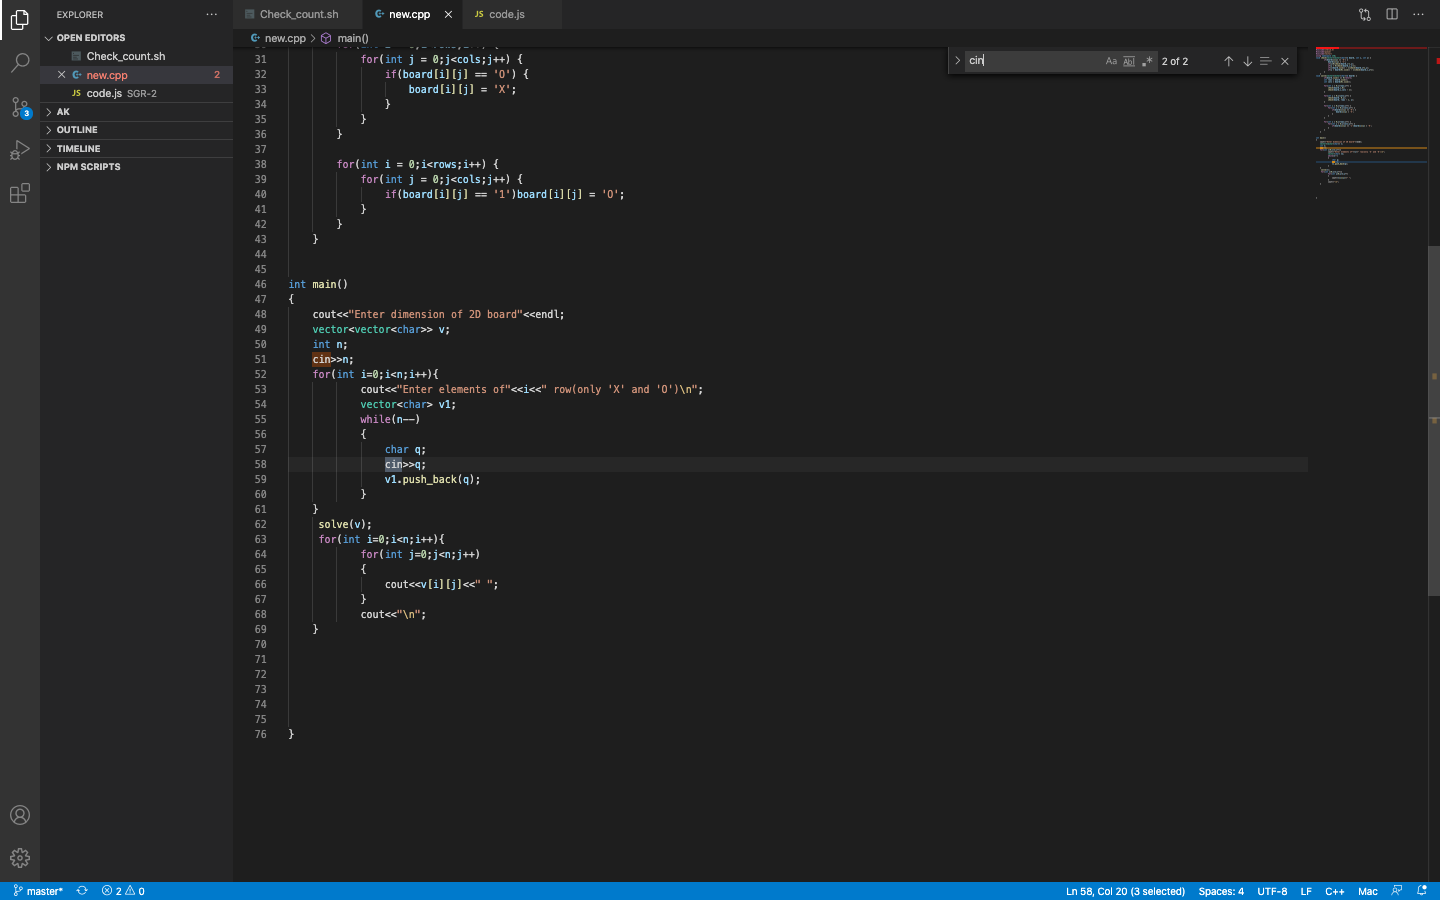 EXPLORER
OPEN EDITORS
Check_count.sh
new.cpp 2
JS code.js SGR-2
AK
OUTLINE
TIMELINE
NPM SCRIPTS
3
Check_count.sh
new.cpp
JS code.js
new.cpp > main()
cin
Aa Abl .* 2 of 2
31 for(int j = 0;j<cols;j++) {
32 if(board[i][j] == 'O') {
33 board[i][j] = 'X';
34 }
35 }
36 }
37
38 for(int i = 0;i<rows;i++) {
39 for(int j = 0;j<cols;j++) {
40 if(board[i][j] == '1')board[i][j] = 'O';
41 }
42 }
43 }
44
45
46 int main()
47 {
48 cout<<"Enter dimension of 2D board"<<endl;
49 vector<vector<char>> v;
50 int n;
51 cin>>n;
52 for(int i=0;i<n;i++){
53 cout<<"Enter elements of"<<i<<" row(only 'X' and 'O')\n";
54 vector<char> v1;
55 while(n--)
56 {
57 char q;
58 cin>>q;
59 v1.push_back(q);
60 }
61 }
62 solve(v);
63 for(int i=0;i<n;i++){
64 for(int j=0;j<n;j++)
65 {
66 cout<<v[i][j]<<" ";
67 }
68 cout<<"\n";
69 }
70
71
72
73
74
75
76 }
master* 2 0
Ln 58, Col 20 (3 selected) Spaces: 4 UTF-8 LF C++ Mac